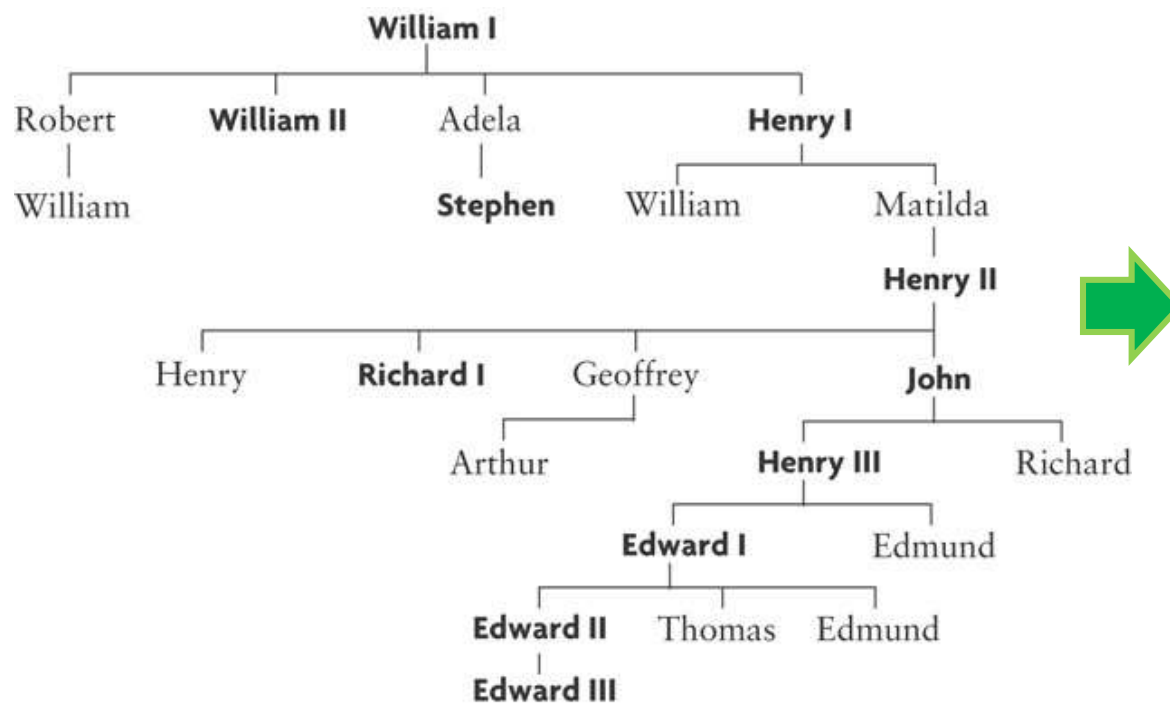 William I
Robert William II Adela Henry I
William Stephen William Matilda
Henry II
Henry Richard I Geoffrey John
Arthur Henry III Richard
Edward I Edmund
Edward II Thomas Edmund
Edward III